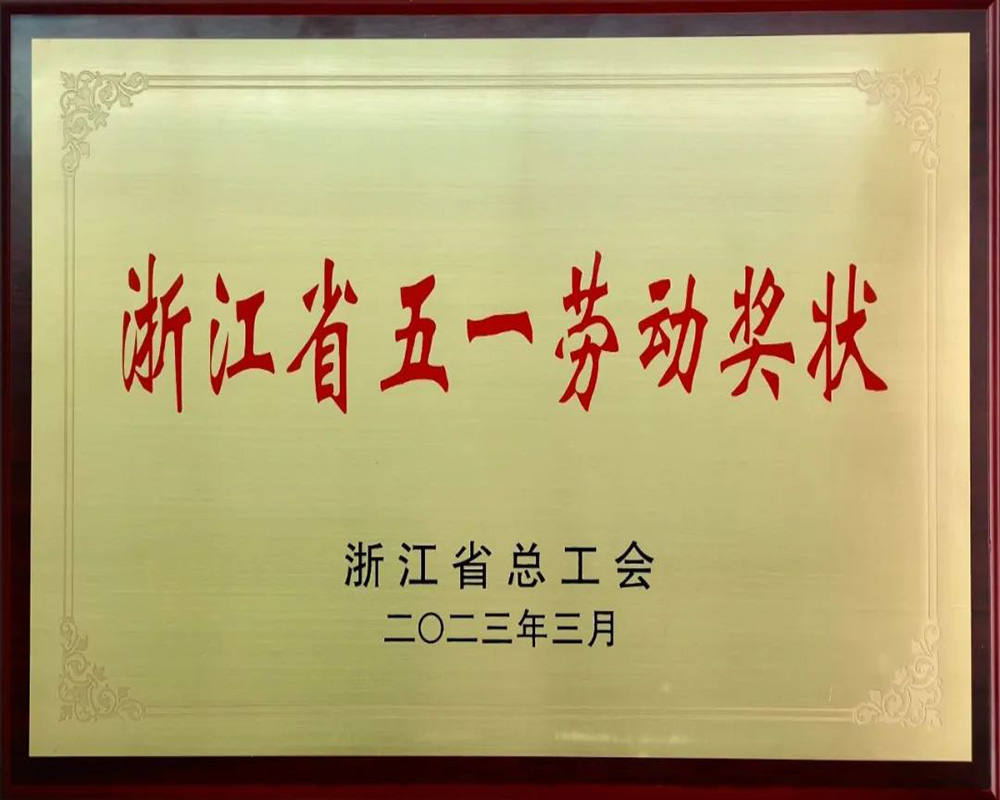 浙江省五一劳动奖状
浙江省总工会
二〇二三年三月